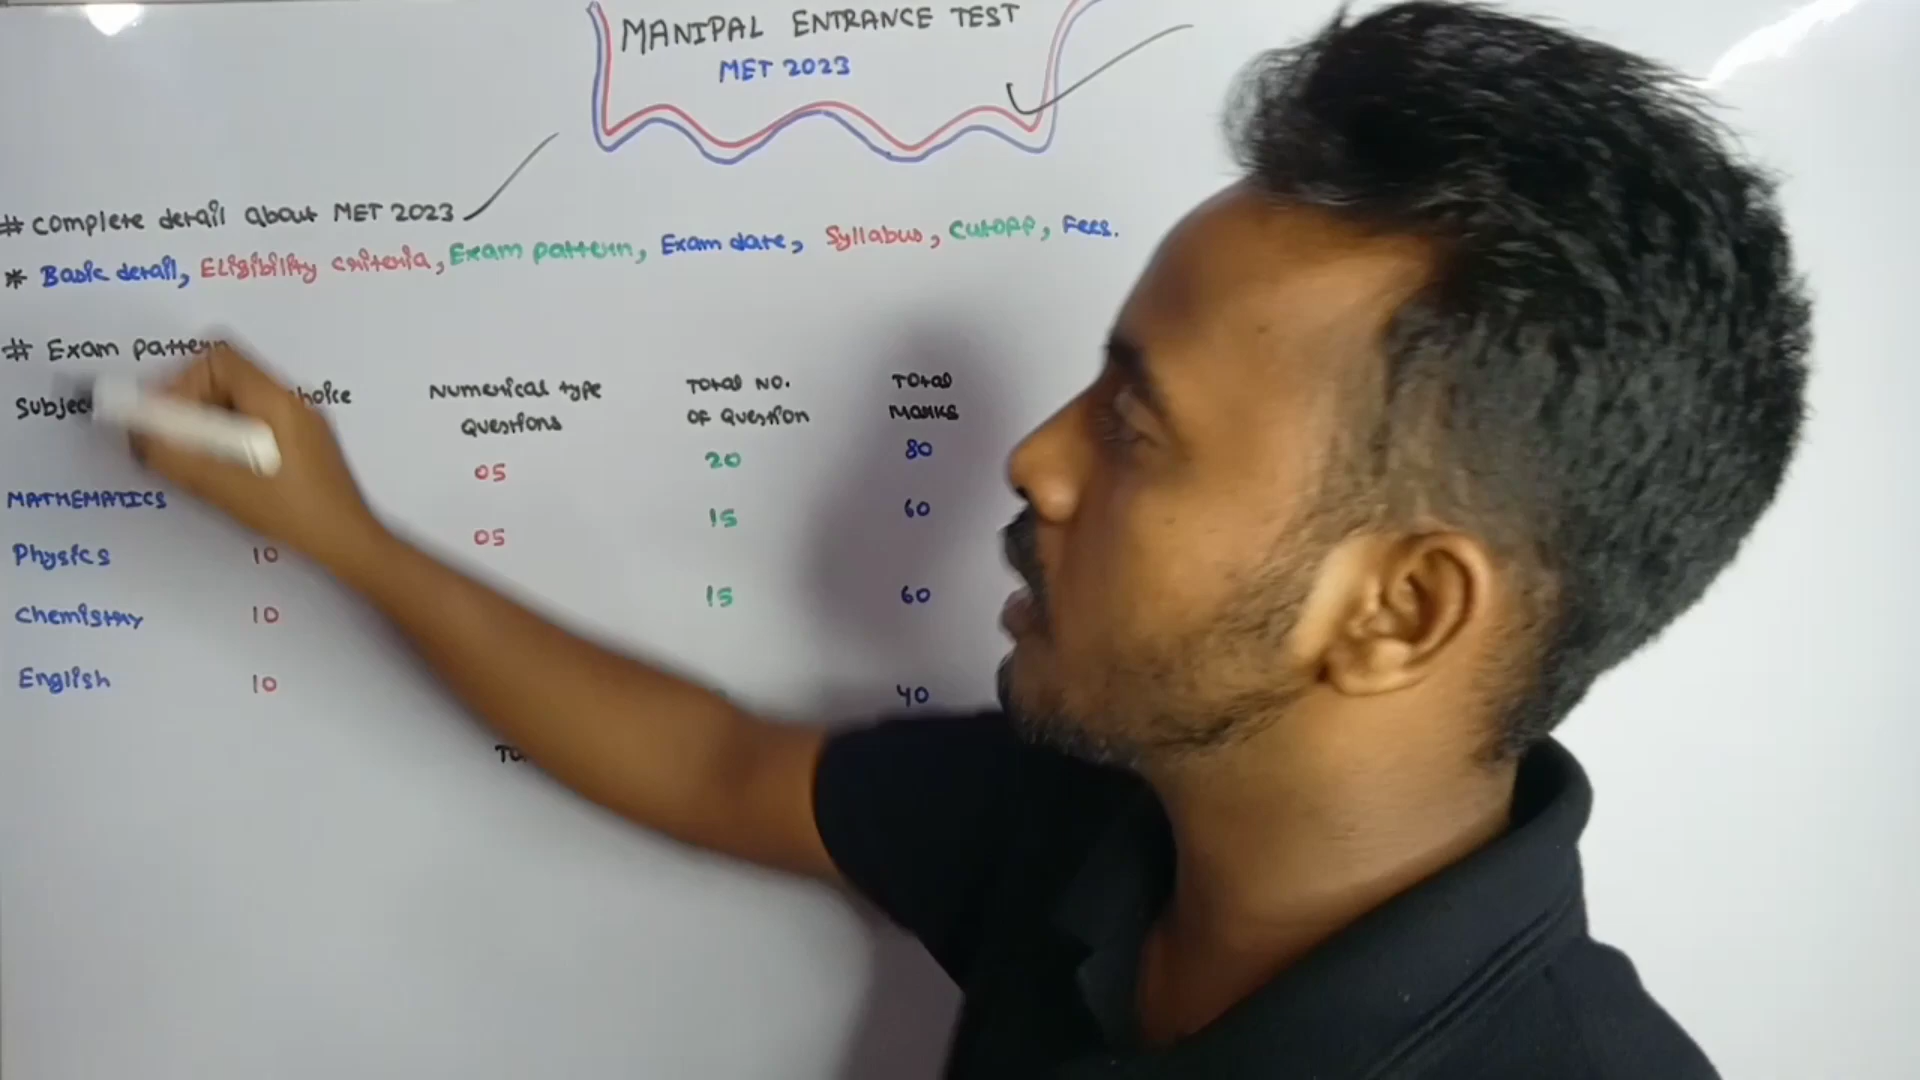 MANIPAL ENTRANCE TEST
MET 2023
# complete detail about MET 2023
* Basic detail, Eligibility criteria, Exam pattern, Exam date, Syllabus, Cutoff, Fees.
# Exam pattern
Numerical type Total No. Total
Questions of Question Marks
05 20 80
MATHEMATICS
15 60
05
Physics 10
15 60
Chemistry 10
English 10
40